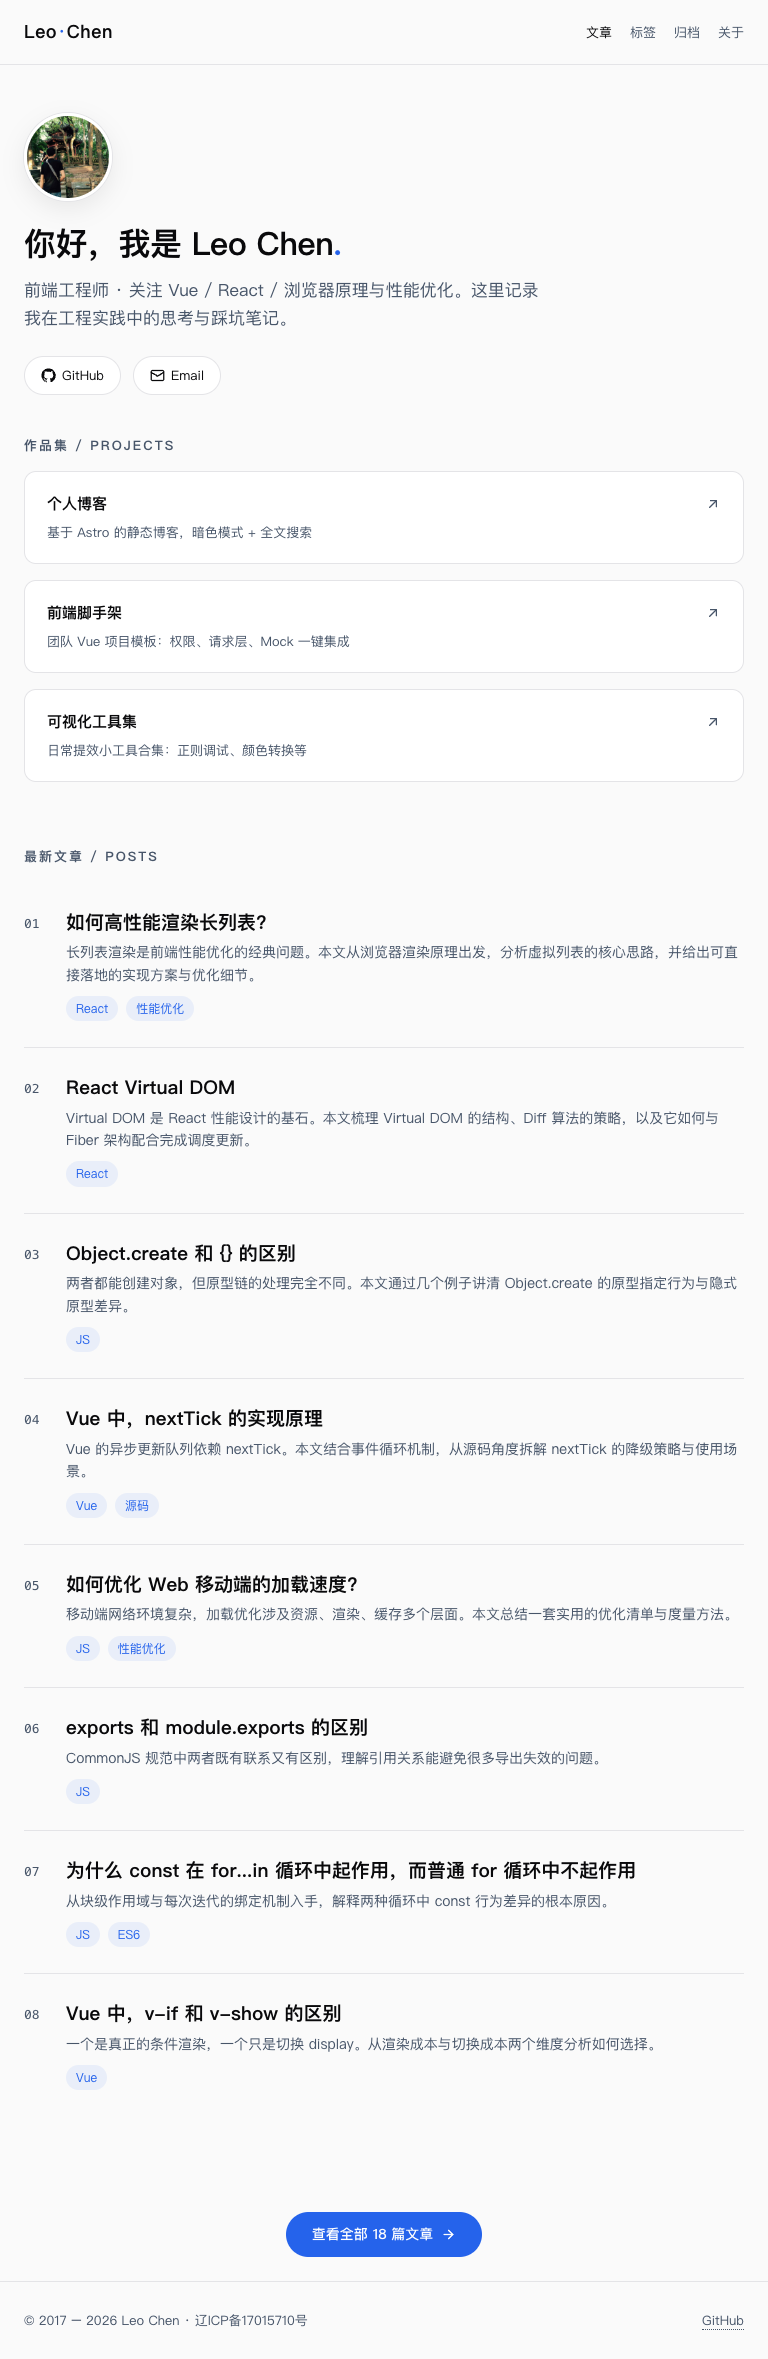 Leo·Chen
文章 标签 归档 关于
你好，我是 Leo Chen.
前端工程师 · 关注 Vue / React / 浏览器原理与性能优化。这里记录
我在工程实践中的思考与踩坑笔记。
GitHub Email
作品集 / PROJECTS
个人博客
基于 Astro 的静态博客，暗色模式 + 全文搜索
前端脚手架
团队 Vue 项目模板：权限、请求层、Mock 一键集成
可视化工具集
日常提效小工具合集：正则调试、颜色转换等
最新文章 / POSTS
01 如何高性能渲染长列表？
长列表渲染是前端性能优化的经典问题。本文从浏览器渲染原理出发，分析虚拟列表的核心思路，并给出可直
接落地的实现方案与优化细节。
React 性能优化
02 React Virtual DOM
Virtual DOM 是 React 性能设计的基石。本文梳理 Virtual DOM 的结构、Diff 算法的策略，以及它如何与
Fiber 架构配合完成调度更新。
React
03 Object.create 和 {} 的区别
两者都能创建对象，但原型链的处理完全不同。本文通过几个例子讲清 Object.create 的原型指定行为与隐式
原型差异。
JS
04 Vue 中，nextTick 的实现原理
Vue 的异步更新队列依赖 nextTick。本文结合事件循环机制，从源码角度拆解 nextTick 的降级策略与使用场
景。
Vue 源码
05 如何优化 Web 移动端的加载速度？
移动端网络环境复杂，加载优化涉及资源、渲染、缓存多个层面。本文总结一套实用的优化清单与度量方法。
JS 性能优化
06 exports 和 module.exports 的区别
CommonJS 规范中两者既有联系又有区别，理解引用关系能避免很多导出失效的问题。
JS
07 为什么 const 在 for...in 循环中起作用，而普通 for 循环中不起作用
从块级作用域与每次迭代的绑定机制入手，解释两种循环中 const 行为差异的根本原因。
JS ES6
08 Vue 中，v-if 和 v-show 的区别
一个是真正的条件渲染，一个只是切换 display。从渲染成本与切换成本两个维度分析如何选择。
Vue
查看全部 18 篇文章 →
© 2017 — 2026 Leo Chen · 辽ICP备17015710号 GitHub